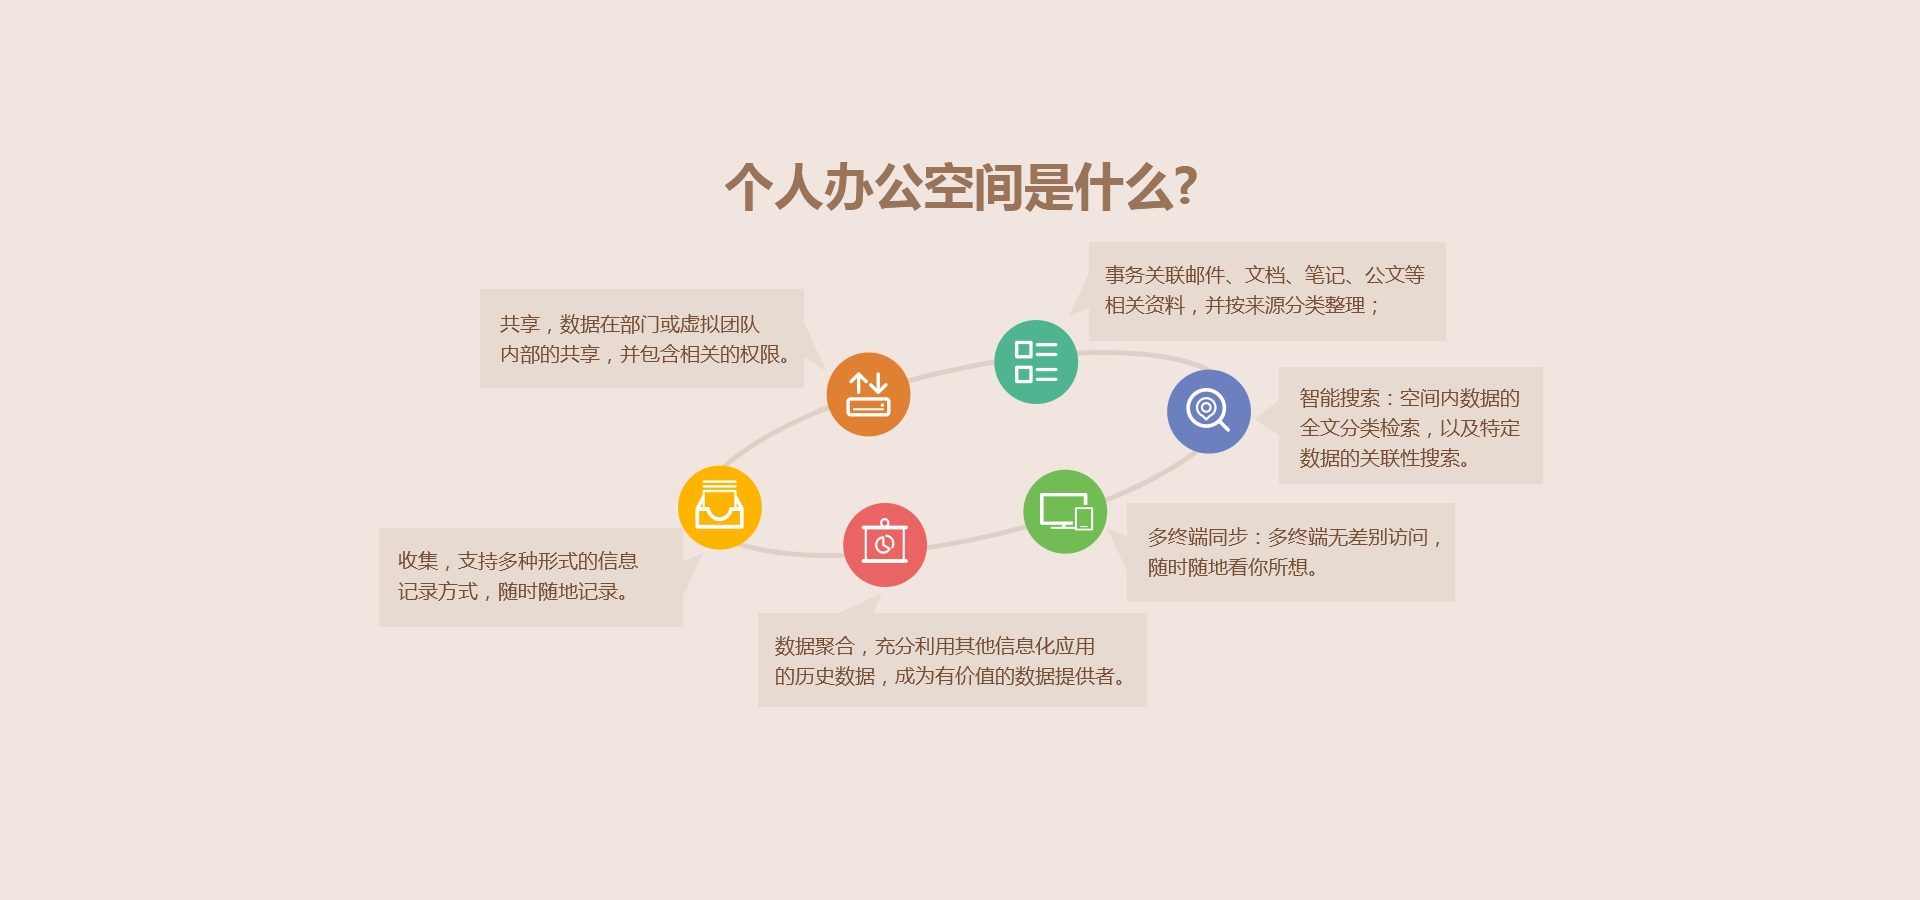 个人办公空间是什么?
事务关联邮件、文档、笔记、公文等
相关资料，并按来源分类整理；
共享，数据在部门或虚拟团队
内部的共享，并包含相关的权限。
智能搜索：空间内数据的
全文分类检索，以及特定
数据的关联性搜索。
多终端同步：多终端无差别访问，
随时随地看你所想。
收集，支持多种形式的信息
记录方式，随时随地记录。
数据聚合，充分利用其他信息化应用
的历史数据，成为有价值的数据提供者。